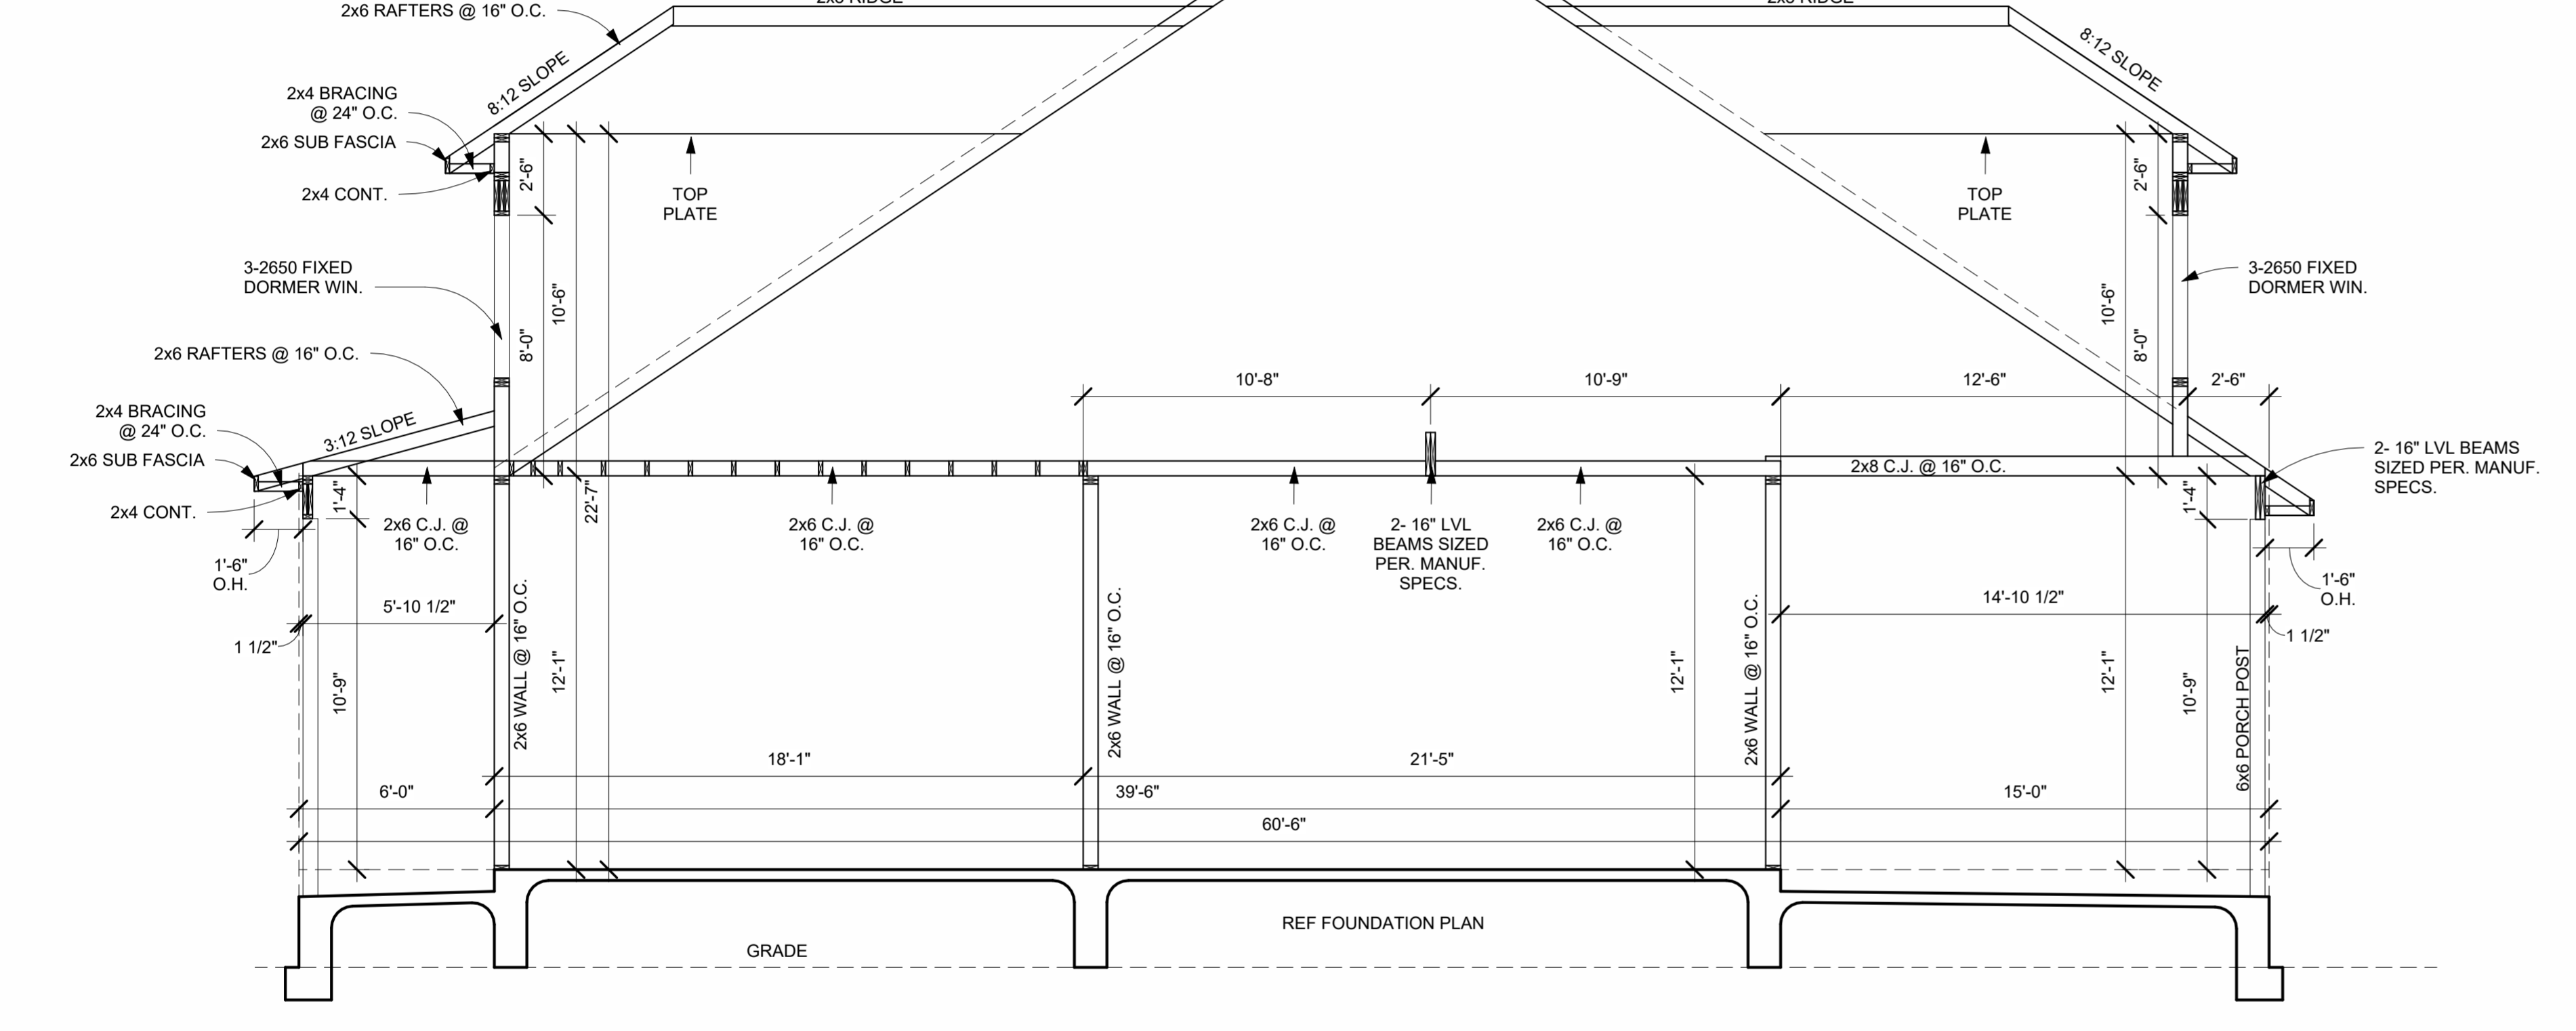 2x6 RAFTERS @ 16" O.C.
2x8 RIDGE
2x8 RIDGE
8:12 SLOPE
8:12 SLOPE
2x4 BRACING
@ 24" O.C.
2x6 SUB FASCIA
2x4 CONT.
2'-6"
TOP
PLATE
TOP
PLATE
2'-6"
3-2650 FIXED
DORMER WIN.
10'-6"
8'-0"
10'-6"
8'-0"
3-2650 FIXED
DORMER WIN.
2x6 RAFTERS @ 16" O.C.
10'-8"
10'-9"
12'-6"
2'-6"
2x4 BRACING
@ 24" O.C.
3:12 SLOPE
2x6 SUB FASCIA
2x4 CONT.
2x8 C.J. @ 16" O.C.
2- 16" LVL BEAMS
SIZED PER. MANUF.
SPECS.
1'-4"
22'-7"
1'-4"
2x6 C.J. @
16" O.C.
2x6 C.J. @
16" O.C.
2x6 C.J. @
16" O.C.
2- 16" LVL
BEAMS SIZED
PER. MANUF.
SPECS.
2x6 C.J. @
16" O.C.
1'-6"
O.H.
1'-6"
O.H.
5'-10 1/2"
14'-10 1/2"
1 1/2"
1 1/2"
10'-9"
2x6 WALL @ 16" O.C.
12'-1"
2x6 WALL @ 16" O.C.
12'-1"
2x6 WALL @ 16" O.C.
12'-1"
10'-9"
6x6 PORCH POST
18'-1"
21'-5"
6'-0"
39'-6"
15'-0"
60'-6"
REF FOUNDATION PLAN
GRADE